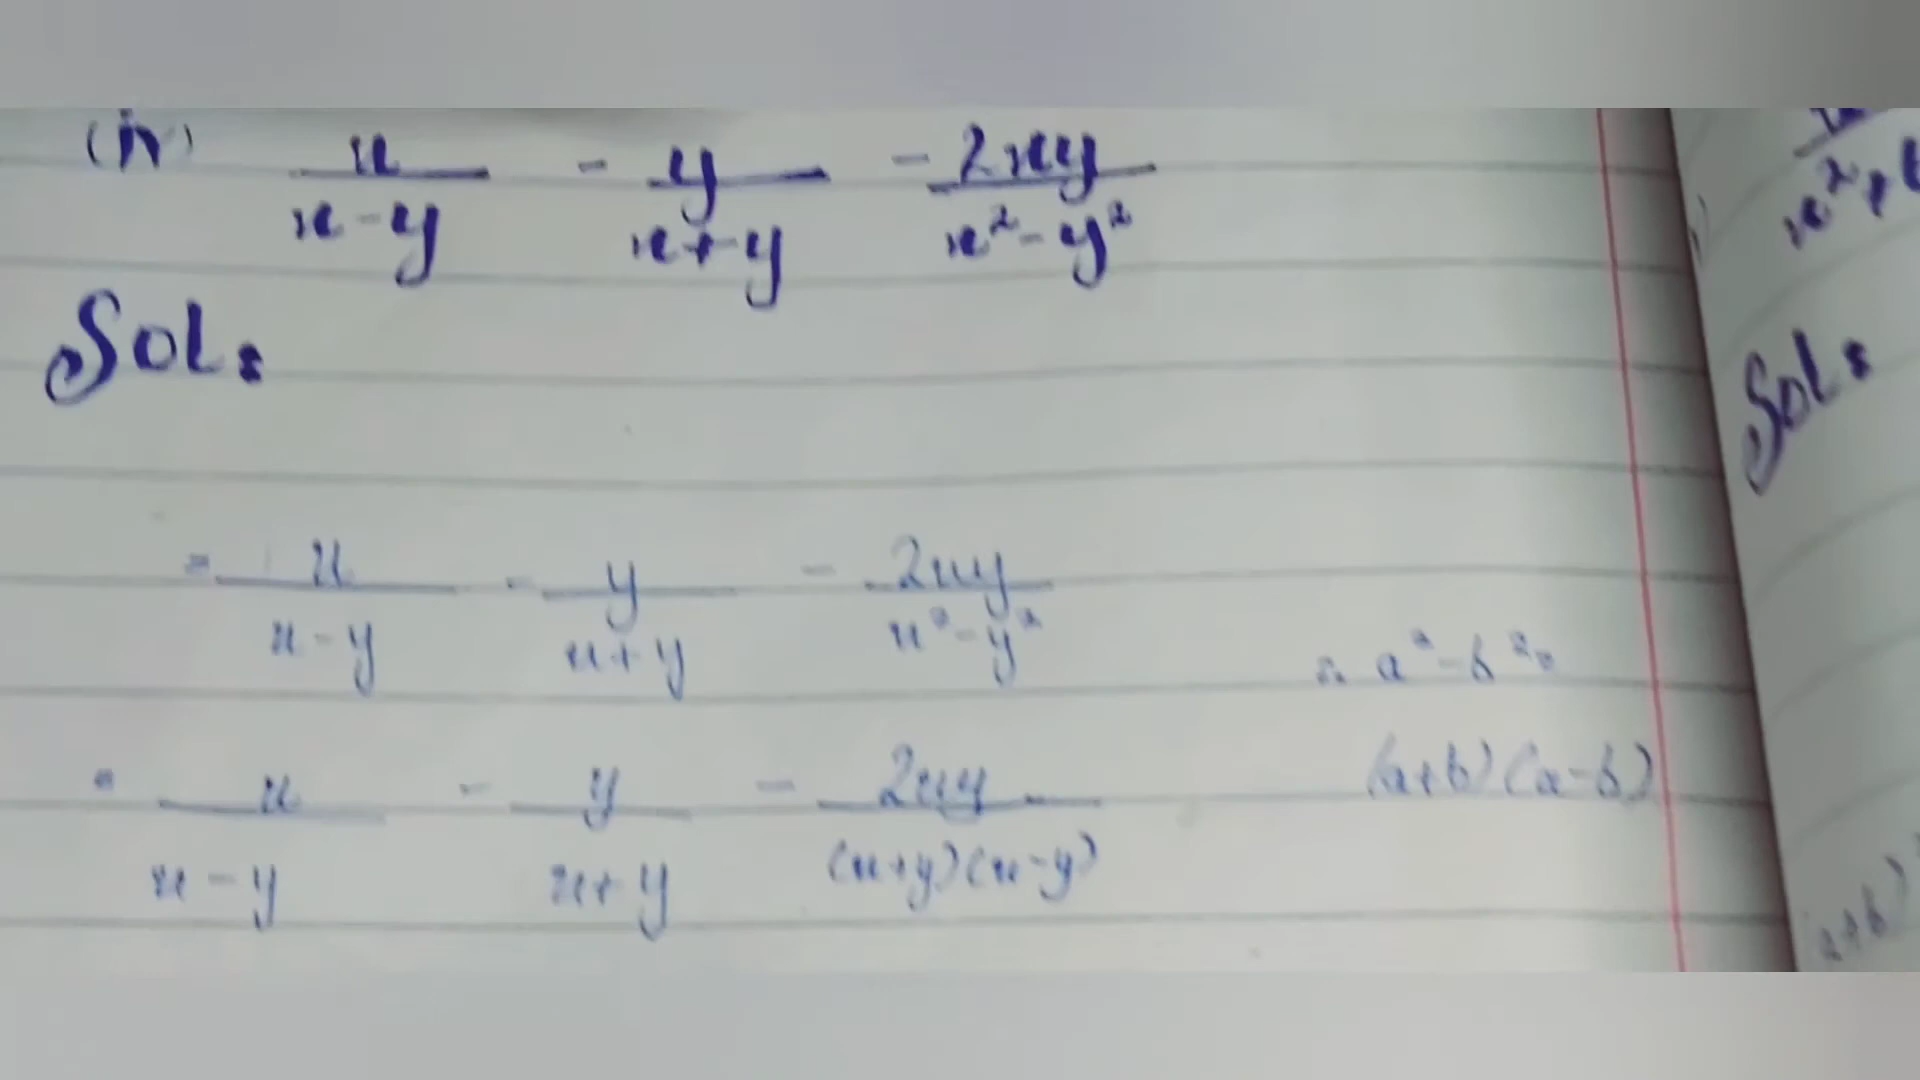 (iv) x/(x-y) - y/(x+y) - 2xy/(x²-y²)
Sol:
= x/(x-y) - y/(x+y) - 2xy/(x²-y²)
∴ a²-b² =
= x/(x-y) - y/(x+y) - 2xy/((x+y)(x-y))
(a+b)(a-b)
Sol:
a+b)